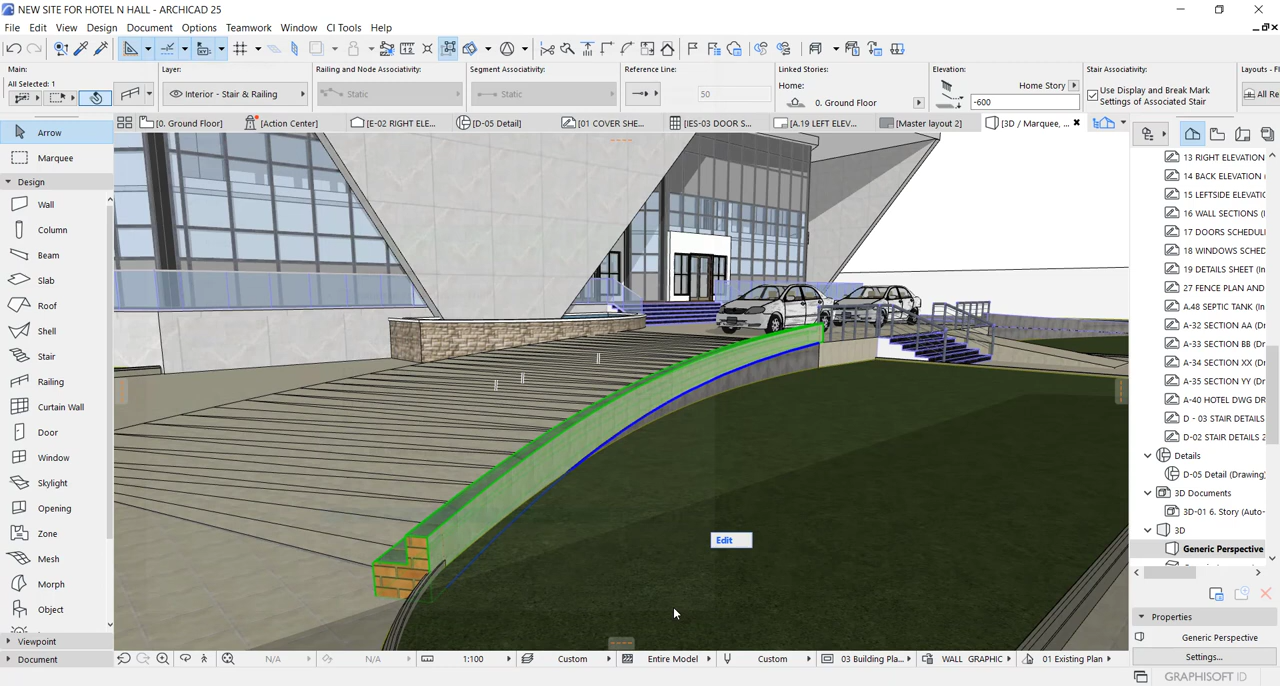 NEW SITE FOR HOTEL N HALL - ARCHICAD 25
File Edit View Design Document Options Teamwork Window CI Tools Help
Main:
All Selected: 1
Layer:
Interior - Stair & Railing
Railing and Node Associativity:
Static
Segment Associativity:
Static
Reference Line:
50
Linked Stories:
Home:
0. Ground Floor
Elevation:
Home Story
-600
Stair Associativity:
Use Display and Break Mark
Settings of Associated Stair
Layouts - Fl
All Re
[0. Ground Floor]
[Action Center]
[E-02 RIGHT ELE...
[D-05 Detail]
[01 COVER SHE...
[IES-03 DOOR S...
[A.19 LEFT ELEV...
[Master layout 2]
[3D / Marquee, ...
Arrow
Marquee
Design
Wall
Column
Beam
Slab
Roof
Shell
Stair
Railing
Curtain Wall
Door
Window
Skylight
Opening
Zone
Mesh
Morph
Object
Viewpoint
Document
Edit
13 RIGHT ELEVATION
14 BACK ELEVATION (
15 LEFTSIDE ELEVATIO
16 WALL SECTIONS (I
17 DOORS SCHEDUL
18 WINDOWS SCHED
19 DETAILS SHEET (In
27 FENCE PLAN AND
A.48 SEPTIC TANK (In
A-32 SECTION AA (Dr
A-33 SECTION BB (Dr
A-34 SECTION XX (Dr
A-35 SECTION YY (Dr
A-40 HOTEL DWG DR
D - 03 STAIR DETAILS
D-02 STAIR DETAILS 2
Details
D-05 Detail (Drawing
3D Documents
3D-01 6. Story (Auto-
3D
Generic Perspective
Properties
Generic Perspective
Settings...
N/A
N/A
1:100
Custom
Entire Model
Custom
03 Building Pla...
WALL GRAPHIC
01 Existing Plan
GRAPHISOFT ID